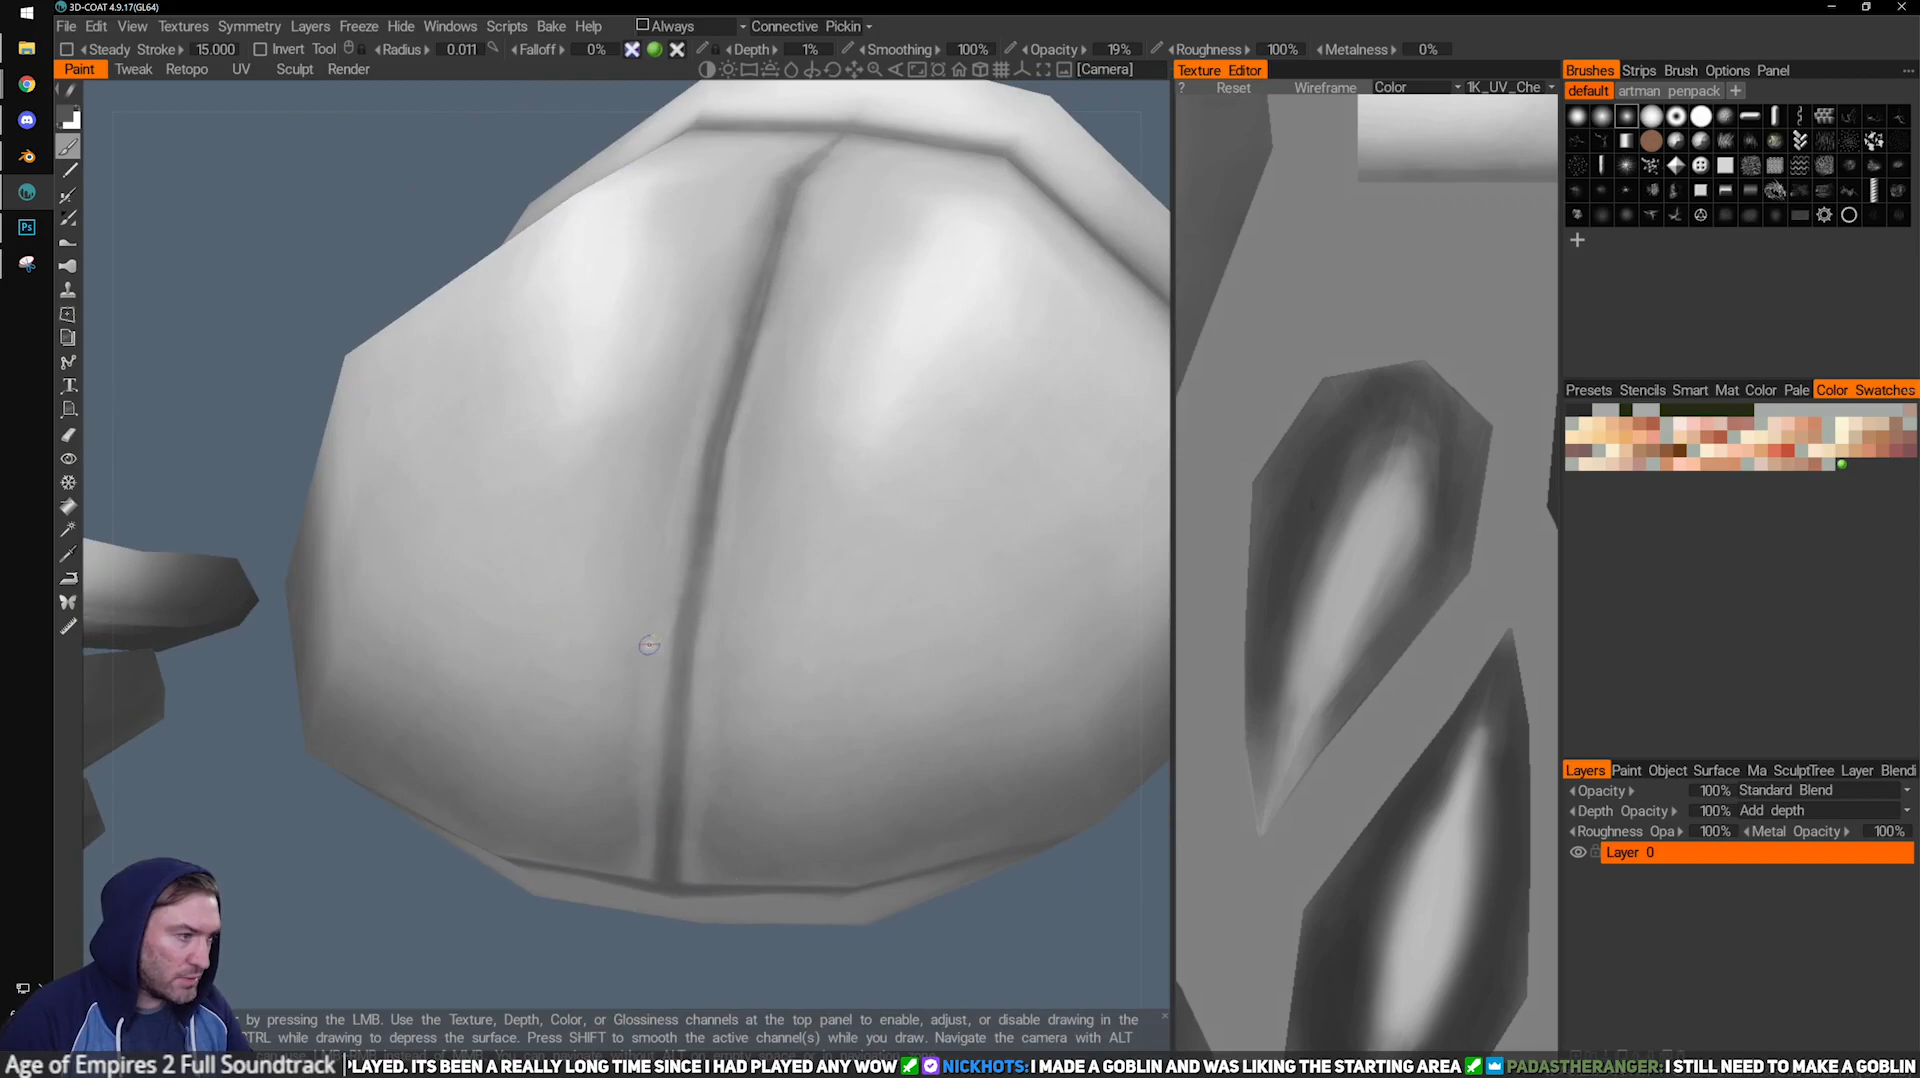 3D-COAT 4.9.17(GL64)
File Edit View Textures Symmetry Layers Freeze Hide Windows Scripts Bake Help Always Connective Pickin
Steady Stroke 15.000 Invert Tool Radius 0.011 Falloff 0% Depth 1% Smoothing 100% Opacity 19% Roughness 100% Metalness 0%
Paint Tweak Retopo UV Sculpt Render [Camera]
Texture Editor
? Reset Wireframe Color 1K_UV_Che
Brushes Strips Brush Options Panel
default artman penpack +
Presets Stencils Smart Mat Color Pale Color Swatches
Layers Paint Object Surface Ma SculptTree Layer Blendi
Opacity 100% Standard Blend
Depth Opacity 100% Add depth
Roughness Opa 100% Metal Opacity 100%
Layer 0
by pressing the LMB. Use the Texture, Depth, Color, or Glossiness channels at the top panel to enable, adjust, or disable drawing in the
CTRL while drawing to depress the surface. Press SHIFT to smooth the active channel(s) while you draw. Navigate the camera with ALT
Age of Empires 2 Full Soundtrack
PLAYED. ITS BEEN A REALLY LONG TIME SINCE I HAD PLAYED ANY WOW NICKHOTS: I MADE A GOBLIN AND WAS LIKING THE STARTING AREA PADASTHERANGER: I STILL NEED TO MAKE A GOBLIN
Ps